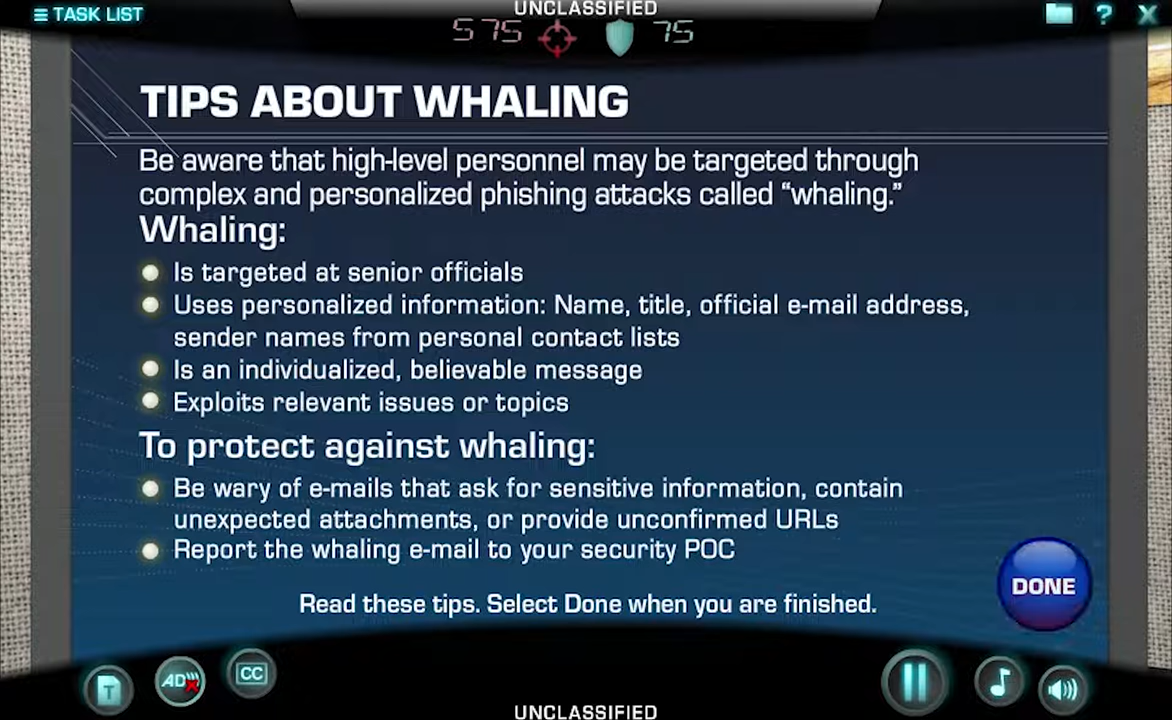 UNCLASSIFIED
TASK LIST
575
75
?
X
TIPS ABOUT WHALING
Be aware that high-level personnel may be targeted through
complex and personalized phishing attacks called “whaling.”
Whaling:
Is targeted at senior officials
Uses personalized information: Name, title, official e-mail address,
sender names from personal contact lists
Is an individualized, believable message
Exploits relevant issues or topics
To protect against whaling:
Be wary of e-mails that ask for sensitive information, contain
unexpected attachments, or provide unconfirmed URLs
Report the whaling e-mail to your security POC
DONE
Read these tips. Select Done when you are finished.
T
AD
CC
UNCLASSIFIED